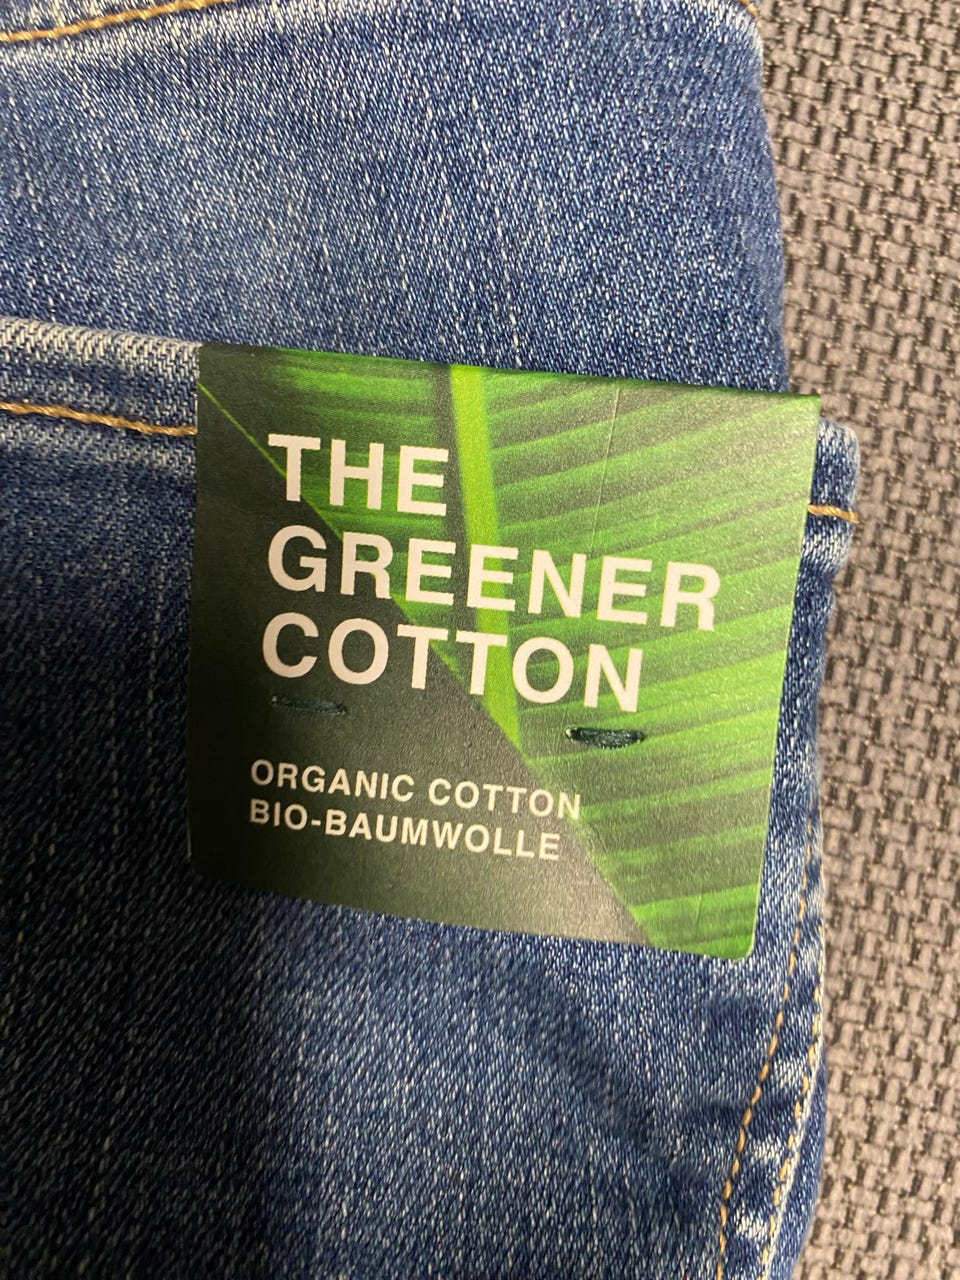 THE
GREENER
COTTON
ORGANIC COTTON
BIO-BAUMWOLLE